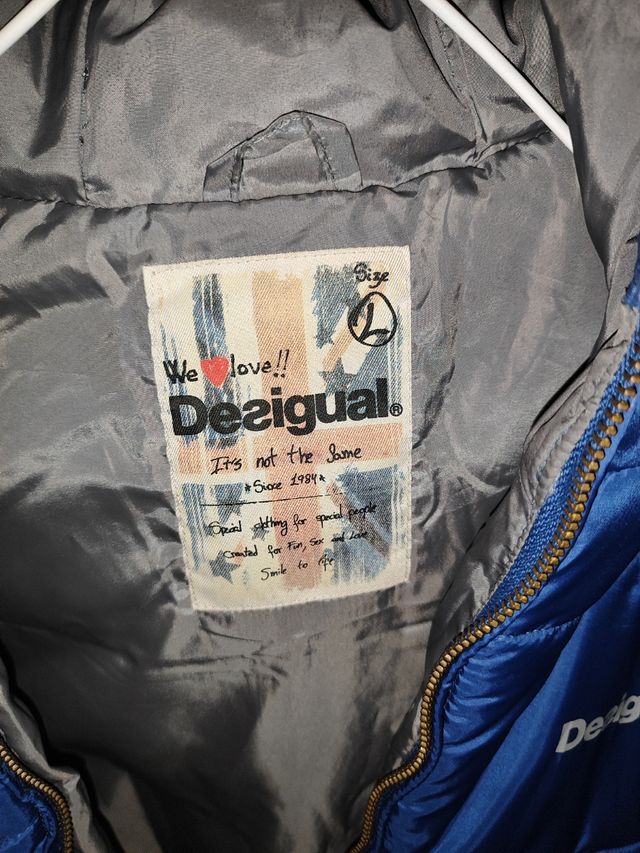 Size
L
We love!!
Desigual®
It's not the Same
*Since 1984*
Special clothing for special people
Created for Fun, Sex and Love
Smile to life
Desig